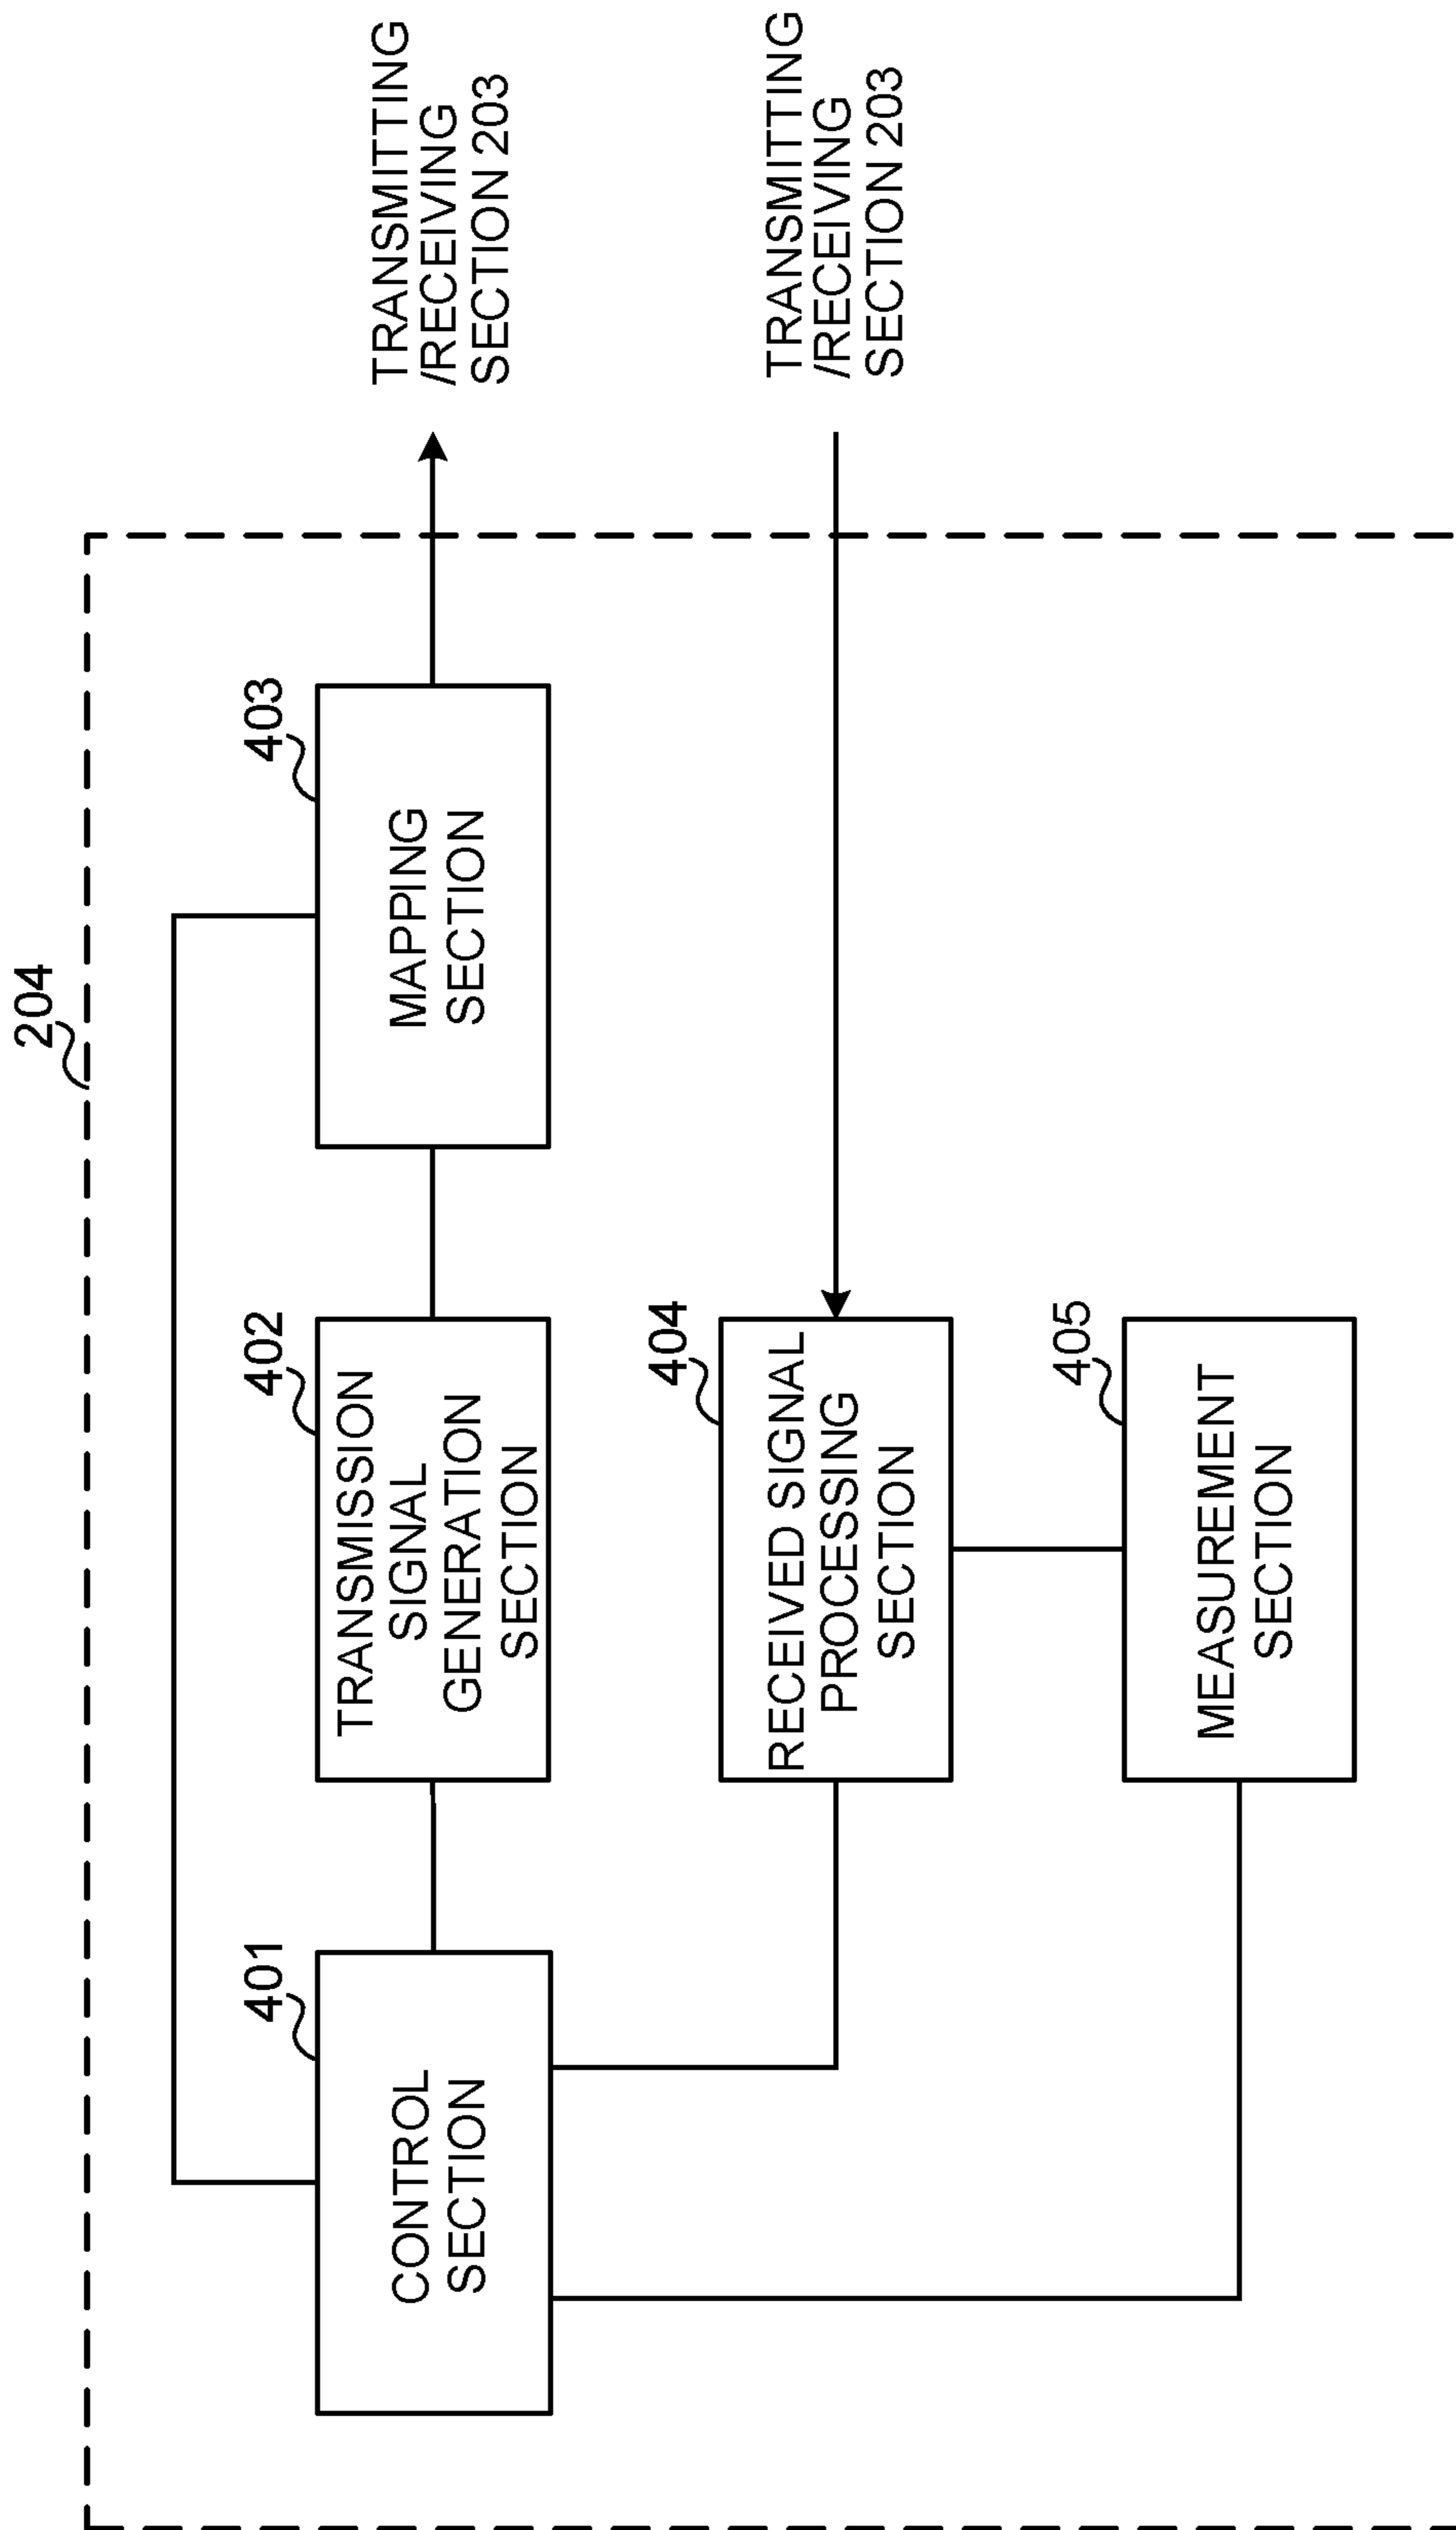 204
401
CONTROL
SECTION
402
TRANSMISSION
SIGNAL
GENERATION
SECTION
403
MAPPING
SECTION
TRANSMITTING
/RECEIVING
SECTION 203
404
RECEIVED SIGNAL
PROCESSING
SECTION
TRANSMITTING
/RECEIVING
SECTION 203
405
MEASUREMENT
SECTION